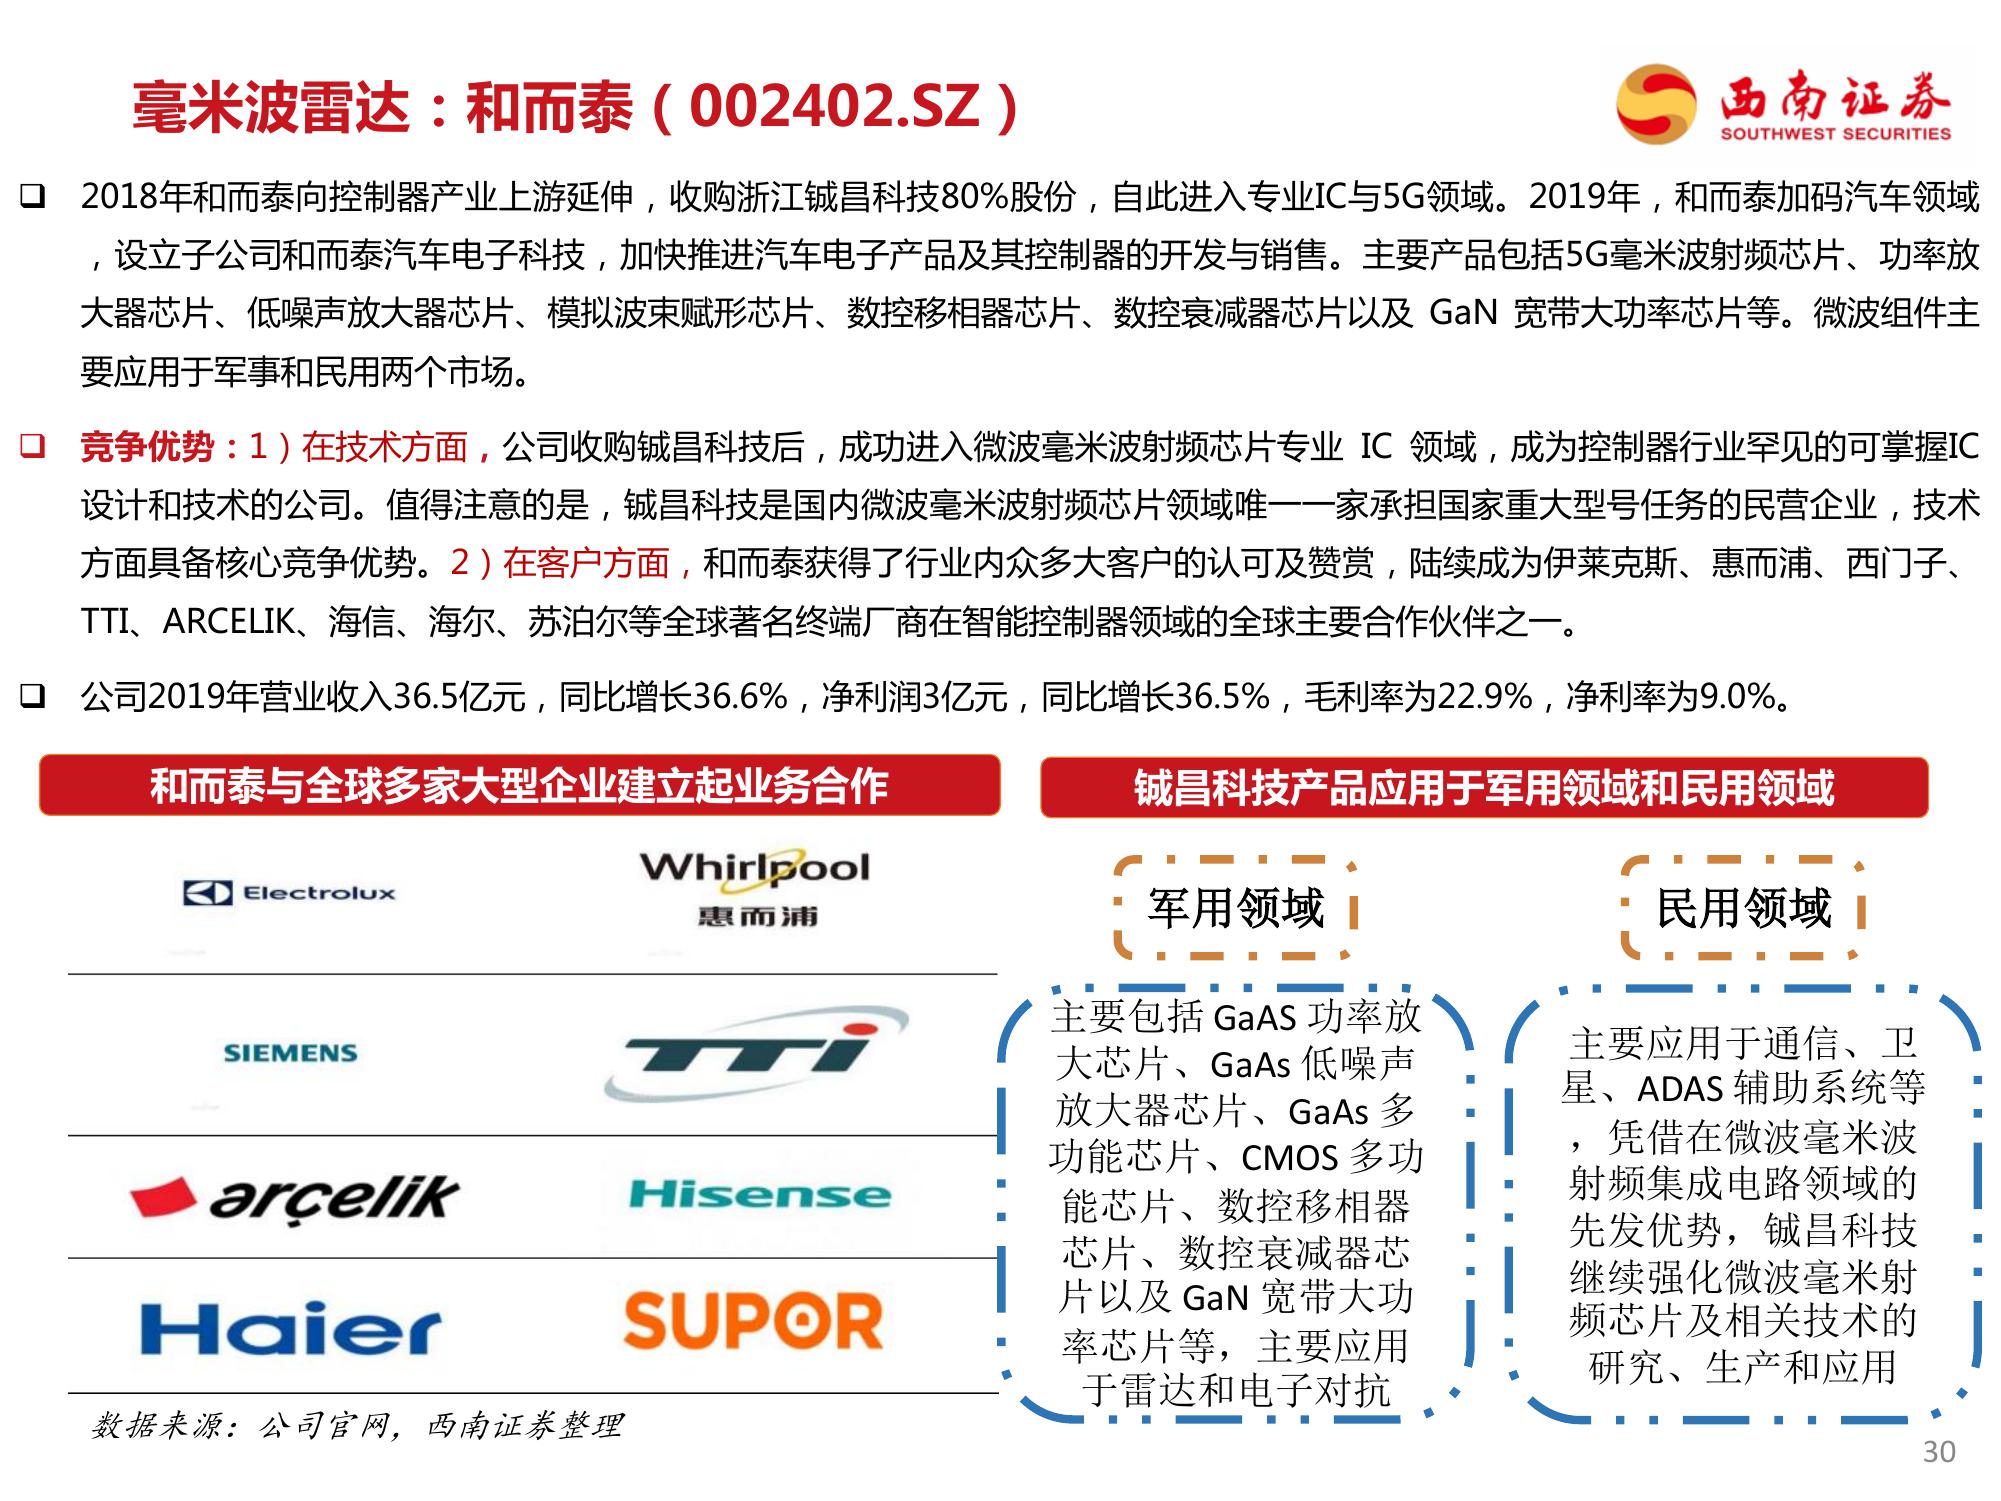 毫米波雷达：和而泰（002402.SZ）
西南证券
SOUTHWEST SECURITIES
2018年和而泰向控制器产业上游延伸，收购浙江铖昌科技80%股份，自此进入专业IC与5G领域。2019年，和而泰加码汽车领域
，设立子公司和而泰汽车电子科技，加快推进汽车电子产品及其控制器的开发与销售。主要产品包括5G毫米波射频芯片、功率放
大器芯片、低噪声放大器芯片、模拟波束赋形芯片、数控移相器芯片、数控衰减器芯片以及 GaN 宽带大功率芯片等。微波组件主
要应用于军事和民用两个市场。
竞争优势：1）在技术方面，公司收购铖昌科技后，成功进入微波毫米波射频芯片专业 IC 领域，成为控制器行业罕见的可掌握IC
设计和技术的公司。值得注意的是，铖昌科技是国内微波毫米波射频芯片领域唯一一家承担国家重大型号任务的民营企业，技术
方面具备核心竞争优势。2）在客户方面，和而泰获得了行业内众多大客户的认可及赞赏，陆续成为伊莱克斯、惠而浦、西门子、
TTI、ARCELIK、海信、海尔、苏泊尔等全球著名终端厂商在智能控制器领域的全球主要合作伙伴之一。
公司2019年营业收入36.5亿元，同比增长36.6%，净利润3亿元，同比增长36.5%，毛利率为22.9%，净利率为9.0%。
和而泰与全球多家大型企业建立起业务合作
Electrolux
Whirlpool
惠而浦
SIEMENS
TTi
arçelik
Hisense
Haier
SUPOR
数据来源：公司官网，西南证券整理
铖昌科技产品应用于军用领域和民用领域
军用领域
主要包括 GaAS 功率放
大芯片、GaAs 低噪声
放大器芯片、GaAs 多
功能芯片、CMOS 多功
能芯片、数控移相器
芯片、数控衰减器芯
片以及 GaN 宽带大功
率芯片等，主要应用
于雷达和电子对抗
民用领域
主要应用于通信、卫
星、ADAS 辅助系统等
，凭借在微波毫米波
射频集成电路领域的
先发优势，铖昌科技
继续强化微波毫米射
频芯片及相关技术的
研究、生产和应用
30